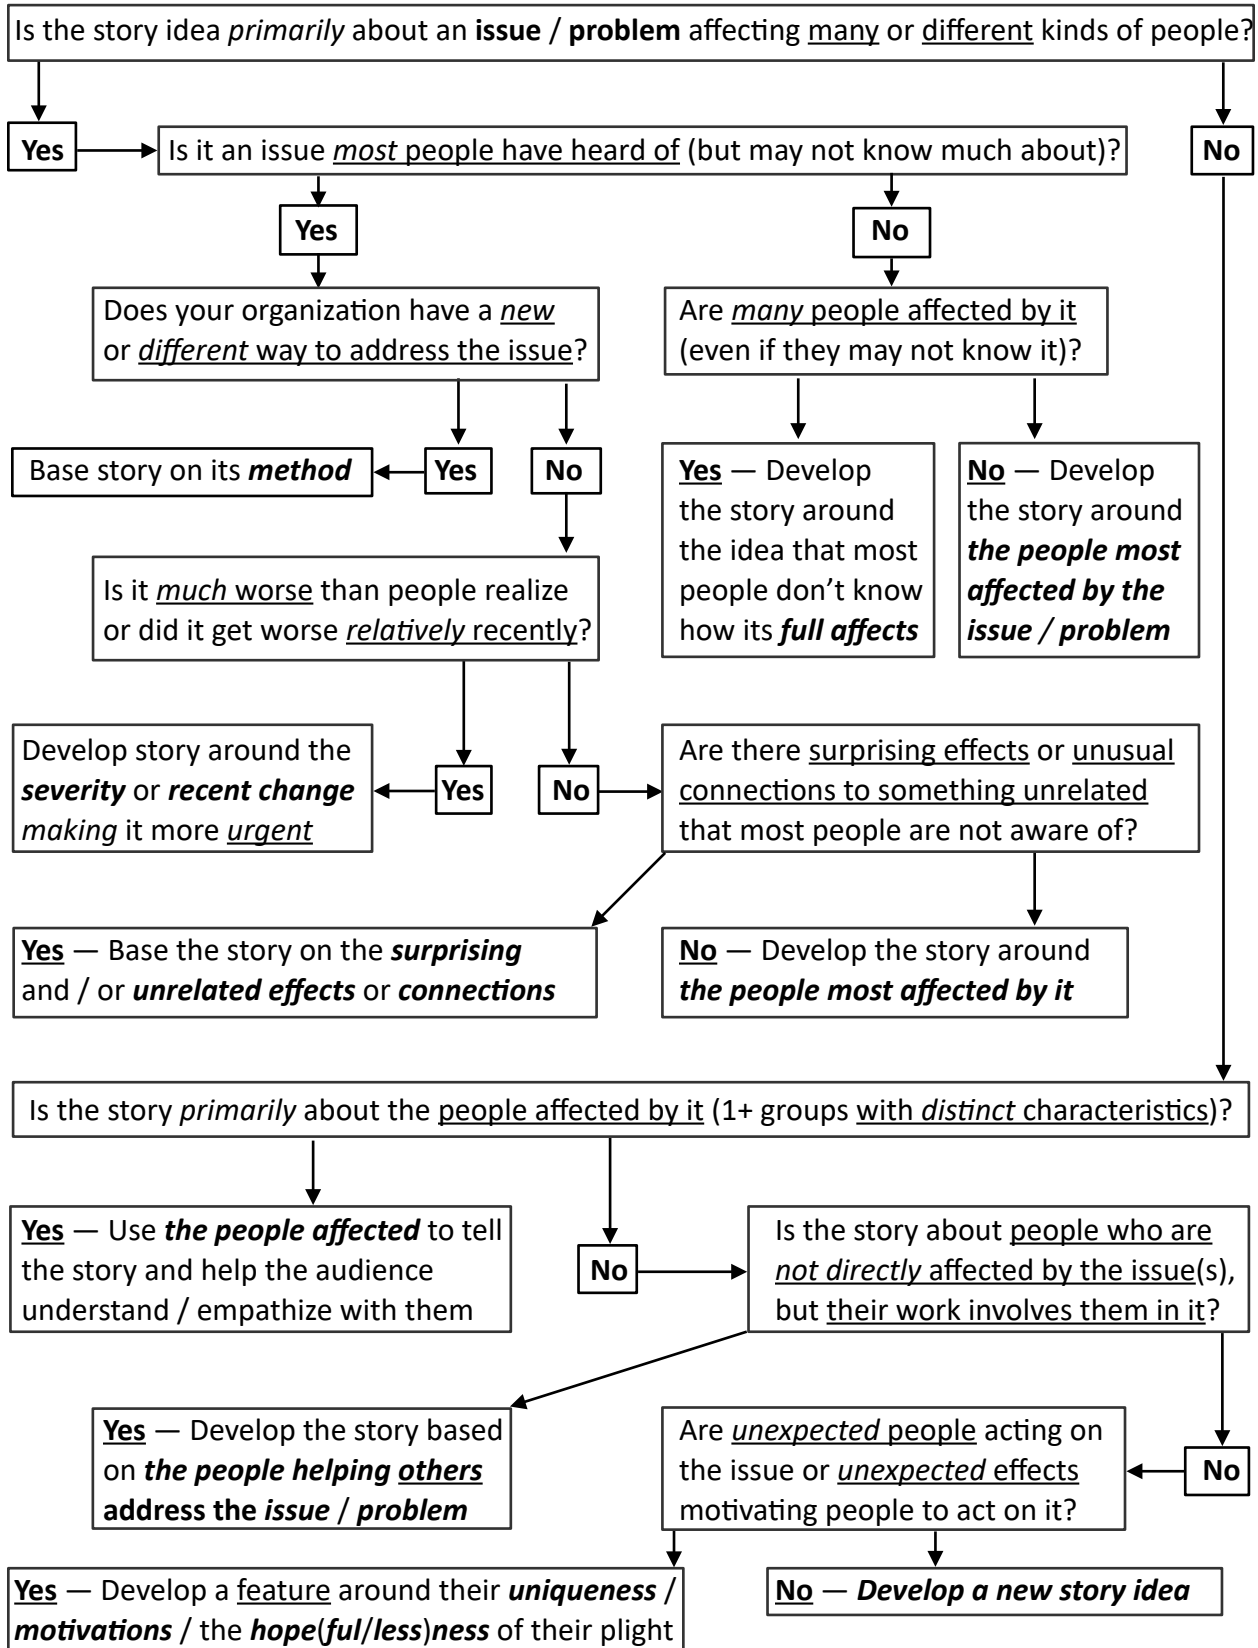 Is the story idea primarily about an issue / problem affecting many or different kinds of people?
Yes
Is it an issue most people have heard of (but may not know much about)?
No
Yes
No
Does your organization have a new
or different way to address the issue?
Are many people affected by it
(even if they may not know it)?
Base story on its method
Yes
No
Yes — Develop
the story around
the idea that most
people don’t know
how its full affects
No — Develop
the story around
the people most
affected by the
issue / problem
Is it much worse than people realize
or did it get worse relatively recently?
Develop story around the
severity or recent change
making it more urgent
Yes
No
Are there surprising effects or unusual
connections to something unrelated
that most people are not aware of?
Yes — Base the story on the surprising
and / or unrelated effects or connections
No — Develop the story around
the people most affected by it
Is the story primarily about the people affected by it (1+ groups with distinct characteristics)?
Yes — Use the people affected to tell
the story and help the audience
understand / empathize with them
No
Is the story about people who are
not directly affected by the issue(s),
but their work involves them in it?
Yes — Develop the story based
on the people helping others
address the issue / problem
Are unexpected people acting on
the issue or unexpected effects
motivating people to act on it?
No
Yes — Develop a feature around their uniqueness /
motivations / the hope(ful/less)ness of their plight
No — Develop a new story idea